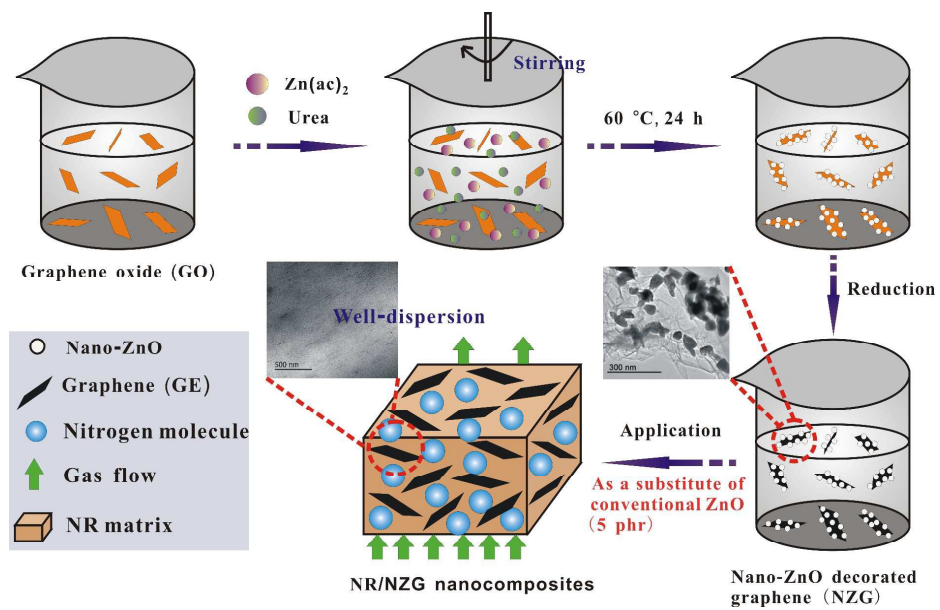 Stirring
Zn(ac)₂
Urea
60 °C, 24 h
Graphene oxide (GO)
Reduction
Well-dispersion
500 nm
300 nm
Nano-ZnO
Graphene (GE)
Nitrogen molecule
Gas flow
NR matrix
Application
As a substitute of
conventional ZnO
(5 phr)
NR/NZG nanocomposites
Nano-ZnO decorated
graphene (NZG)